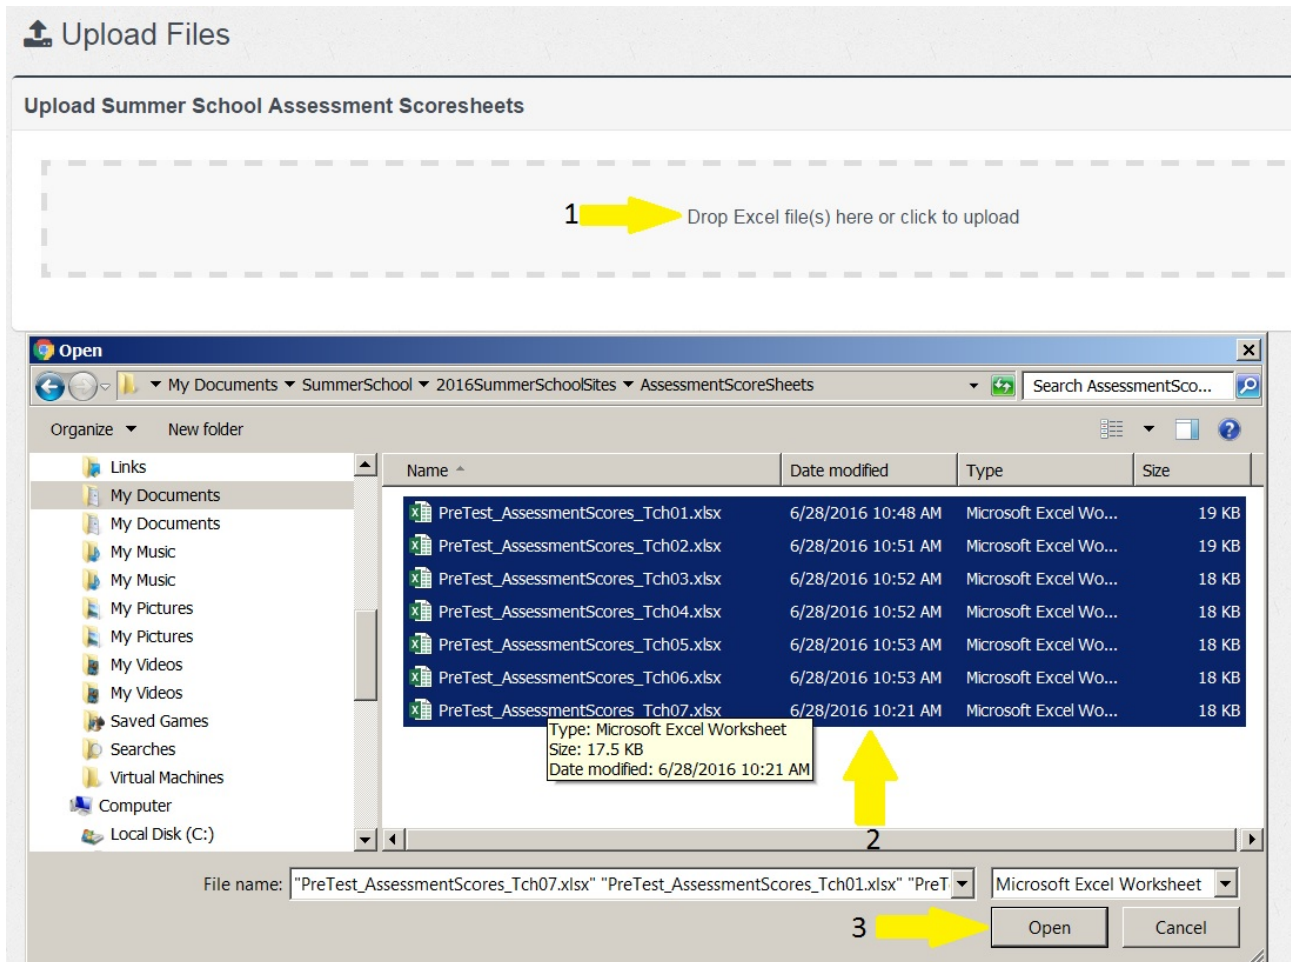 Upload Files
Upload Summer School Assessment Scoresheets
1 Drop Excel file(s) here or click to upload
Open
My Documents SummerSchool 2016SummerSchoolSites AssessmentScoreSheets Search AssessmentSco...
Organize New folder
Links
My Documents
My Documents
My Music
My Music
My Pictures
My Pictures
My Videos
My Videos
Saved Games
Searches
Virtual Machines
Computer
Local Disk (C:)
Name Date modified Type Size
PreTest_AssessmentScores_Tch01.xlsx 6/28/2016 10:48 AM Microsoft Excel Wo... 19 KB
PreTest_AssessmentScores_Tch02.xlsx 6/28/2016 10:51 AM Microsoft Excel Wo... 19 KB
PreTest_AssessmentScores_Tch03.xlsx 6/28/2016 10:52 AM Microsoft Excel Wo... 18 KB
PreTest_AssessmentScores_Tch04.xlsx 6/28/2016 10:52 AM Microsoft Excel Wo... 18 KB
PreTest_AssessmentScores_Tch05.xlsx 6/28/2016 10:53 AM Microsoft Excel Wo... 18 KB
PreTest_AssessmentScores_Tch06.xlsx 6/28/2016 10:53 AM Microsoft Excel Wo... 18 KB
PreTest_AssessmentScores_Tch07.xlsx 6/28/2016 10:21 AM Microsoft Excel Wo... 18 KB
Type: Microsoft Excel Worksheet
Size: 17.5 KB
Date modified: 6/28/2016 10:21 AM
2
File name: "PreTest_AssessmentScores_Tch07.xlsx" "PreTest_AssessmentScores_Tch01.xlsx" "PreT Microsoft Excel Worksheet
3 Open Cancel